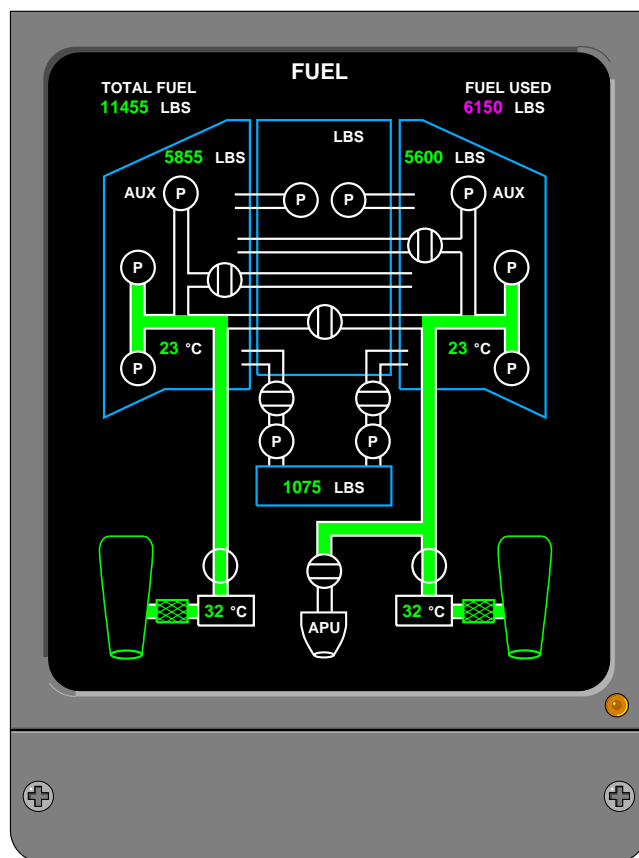 FUEL
TOTAL FUEL
11455 LBS
FUEL USED
6150 LBS
LBS
5855 LBS
5600 LBS
AUX P
P P
P AUX
P
P
23 °C
23 °C
P
P
P
P
1075 LBS
32 °C
APU
32 °C